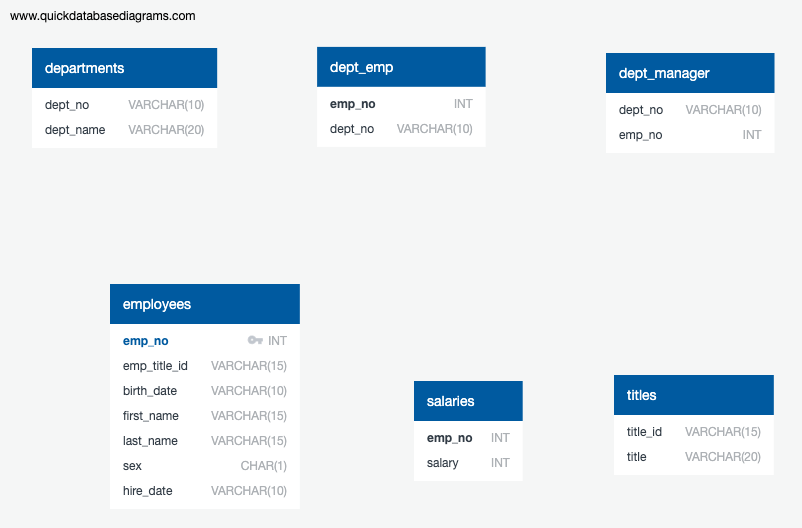 www.quickdatabasediagrams.com
departments
dept_no VARCHAR(10)
dept_name VARCHAR(20)
dept_emp
emp_no INT
dept_no VARCHAR(10)
dept_manager
dept_no VARCHAR(10)
emp_no INT
employees
emp_no INT
emp_title_id VARCHAR(15)
birth_date VARCHAR(10)
first_name VARCHAR(15)
last_name VARCHAR(15)
sex CHAR(1)
hire_date VARCHAR(10)
salaries
emp_no INT
salary INT
titles
title_id VARCHAR(15)
title VARCHAR(20)